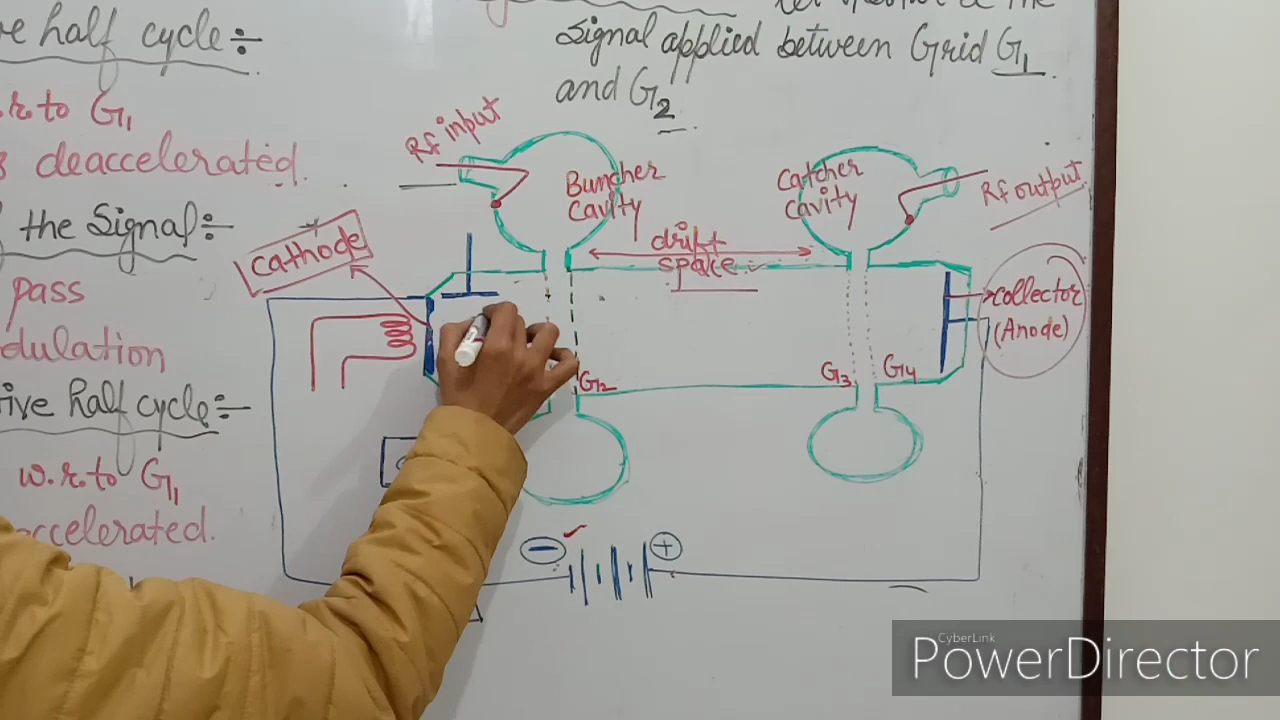 ve half cycle:-
w.r.to G1
deaccelerated.
the Signal:-
pass
dulation
tive half cycle:-
w.r.to G1
accelerated.
Signal applied between Grid G1
and G2
Rf input
Buncher
cavity
Catcher
cavity
Rf output
cathode
drift
space
collector
(Anode)
G2
G3
G4
−
+
CyberLink
PowerDirector